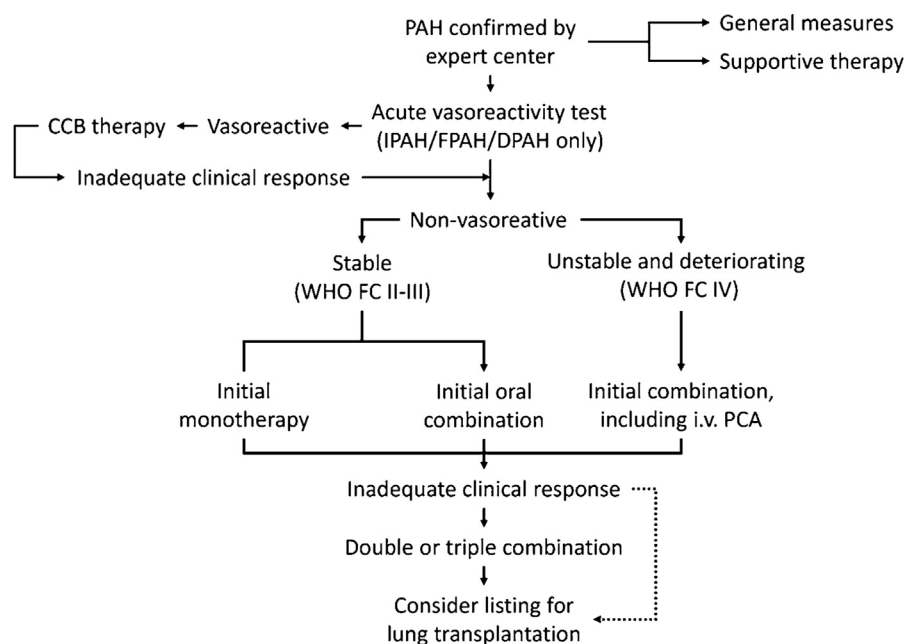 PAH confirmed by
expert center
General measures
Supportive therapy
Acute vasoreactivity test
(IPAH/FPAH/DPAH only)
Vasoreactive
CCB therapy
Inadequate clinical response
Non-vasoreative
Stable
(WHO FC II-III)
Unstable and deteriorating
(WHO FC IV)
Initial
monotherapy
Initial oral
combination
Initial combination,
including i.v. PCA
Inadequate clinical response
Double or triple combination
Consider listing for
lung transplantation